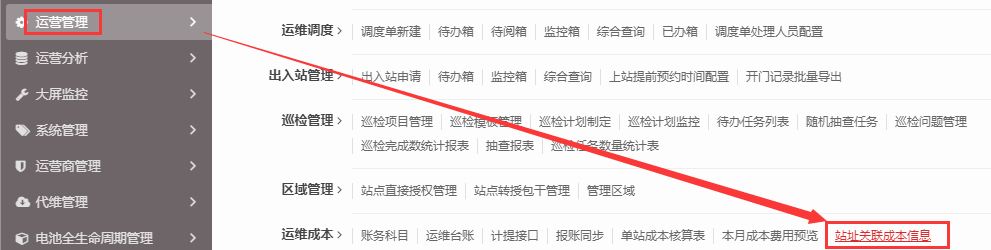 运营管理
运营分析
大屏监控
系统管理
运营商管理
代维管理
电池全生命周期管理
运维调度 调度单新建 待办箱 待阅箱 监控箱 综合查询 已办箱 调度单处理人员配置
出入站管理 出入站申请 待办箱 监控箱 综合查询 上站提前预约时间配置 开门记录批量导出
巡检管理 巡检项目管理 巡检模板管理 巡检计划制定 巡检计划监控 待办任务列表 随机抽查任务 巡检问题管理
巡检完成数统计报表 抽查报表 巡检任务数量统计表
区域管理 站点直接授权管理 站点转授包干管理 管理区域
运维成本 账务科目 运维台账 计提接口 报账同步 单站成本核算表 本月成本费用预览 站址关联成本信息